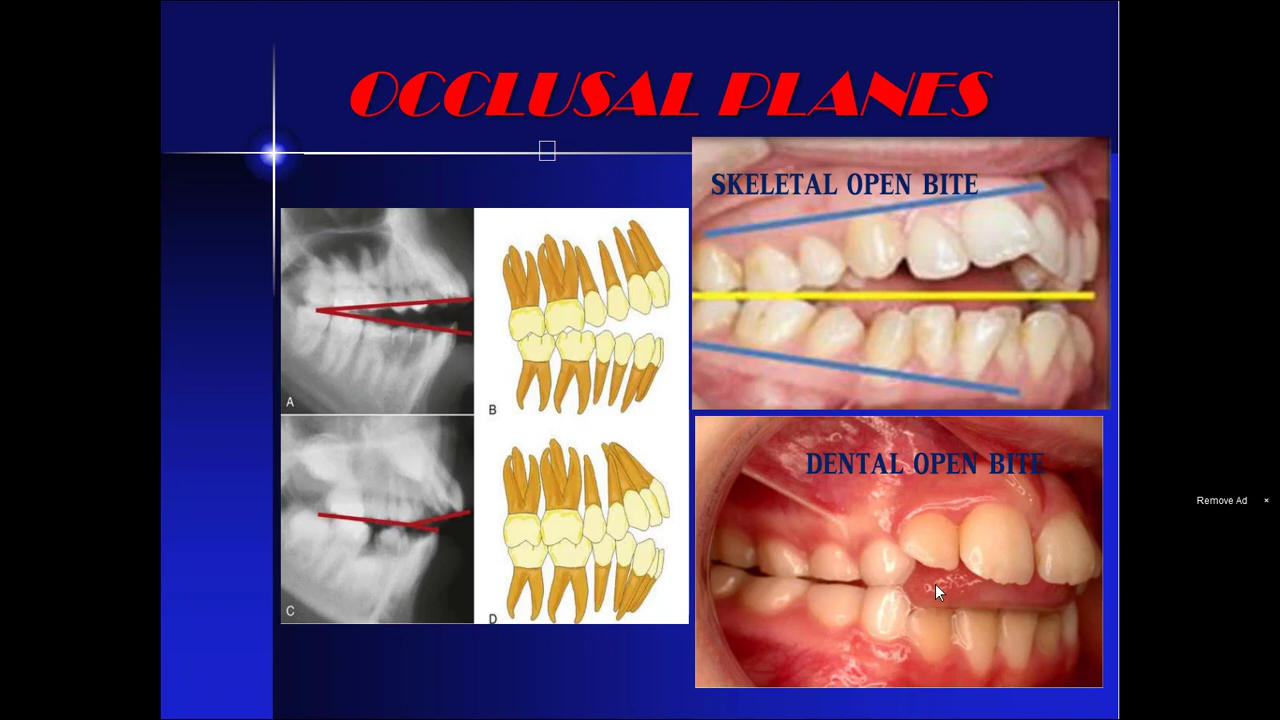 OCCLUSAL PLANES
SKELETAL OPEN BITE
A
B
DENTAL OPEN BITE
C
D
Remove Ad ×